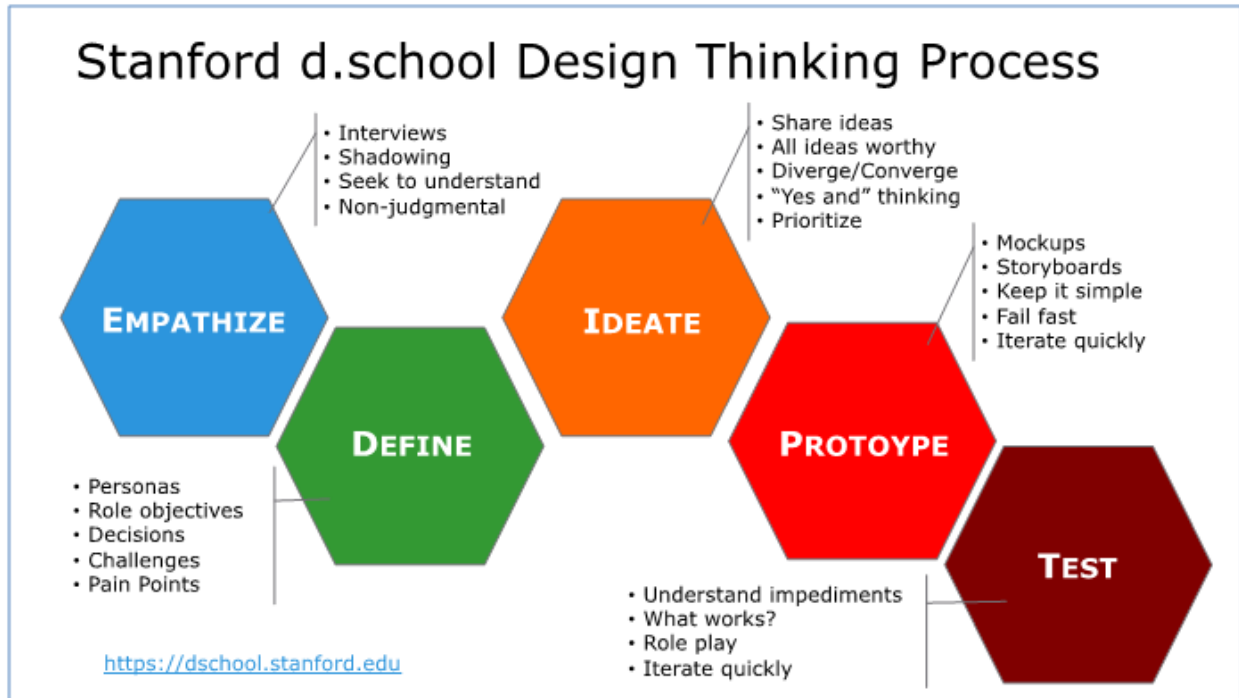 Stanford d.school Design Thinking Process
• Interviews
• Shadowing
• Seek to understand
• Non-judgmental
EMPATHIZE
DEFINE
• Personas
• Role objectives
• Decisions
• Challenges
• Pain Points
• Share ideas
• All ideas worthy
• Diverge/Converge
• “Yes and” thinking
• Prioritize
IDEATE
• Mockups
• Storyboards
• Keep it simple
• Fail fast
• Iterate quickly
PROTOYPE
TEST
• Understand impediments
• What works?
• Role play
• Iterate quickly
https://dschool.stanford.edu